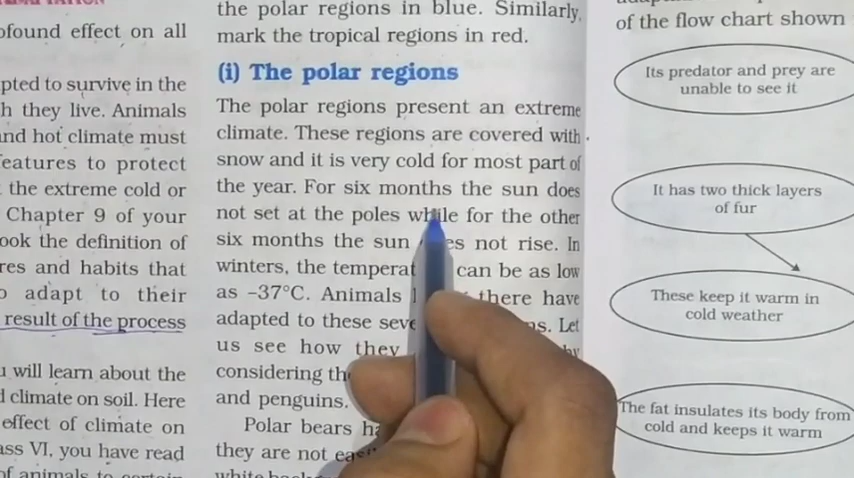 ofound effect on all
pted to survive in the
h they live. Animals
and hot climate must
eatures to protect
the extreme cold or
Chapter 9 of your
ook the definition of
res and habits that
adapt to their
result of the process
will learn about the
climate on soil. Here
effect of climate on
ass VI, you have read
of animals to
the polar regions in blue. Similarly,
mark the tropical regions in red.
(i) The polar regions
The polar regions present an extreme
climate. These regions are covered with
snow and it is very cold for most part of
the year. For six months the sun does
not set at the poles while for the other
six months the sun es not rise. In
winters, the temperat can be as low
as –37°C. Animals there have
adapted to these seve ns. Let
us see how they by
considering th
and penguins.
Polar bears ha
they are not eas
white
of the flow chart shown
Its predator and prey are
unable to see it
It has two thick layers
of fur
These keep it warm in
cold weather
The fat insulates its body from
cold and keeps it warm